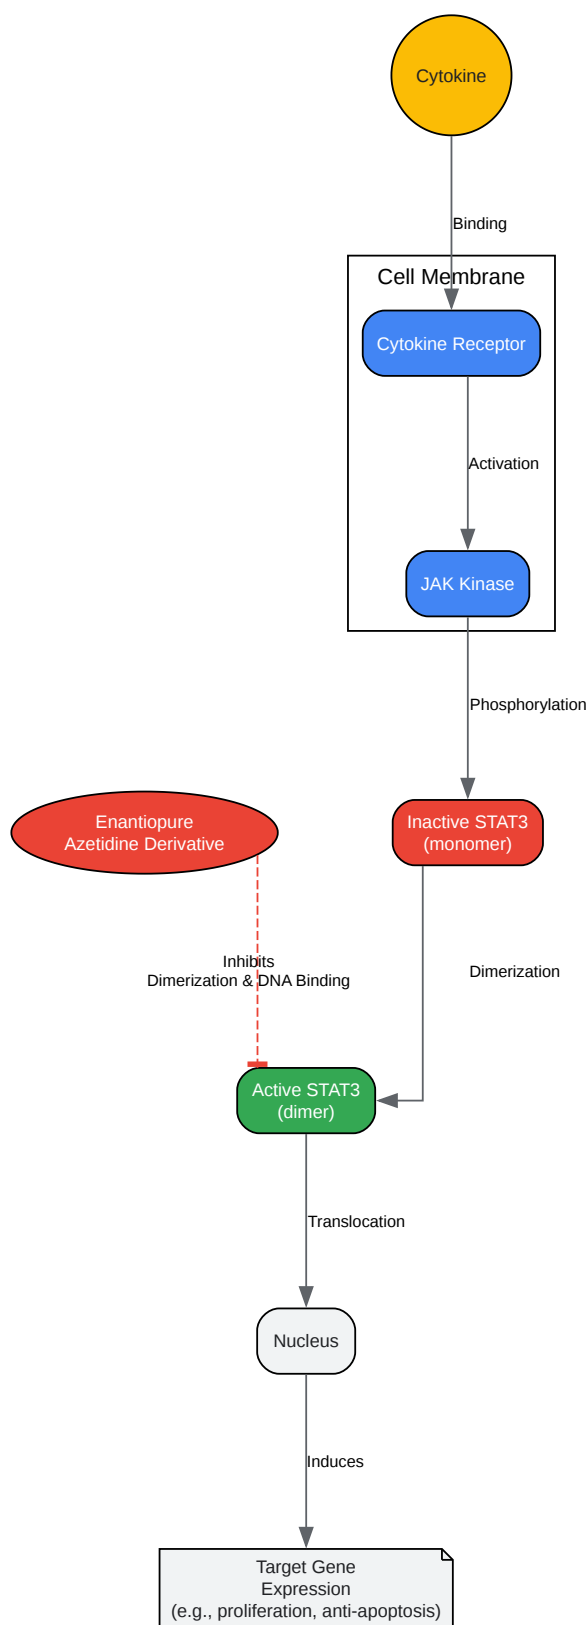 Cytokine
Binding
Cell Membrane
Cytokine Receptor
Activation
JAK Kinase
Phosphorylation
Enantiopure
Azetidine Derivative
Inactive STAT3
(monomer)
Inhibits
Dimerization & DNA Binding
Dimerization
Active STAT3
(dimer)
Translocation
Nucleus
Induces
Target Gene
Expression
(e.g., proliferation, anti-apoptosis)